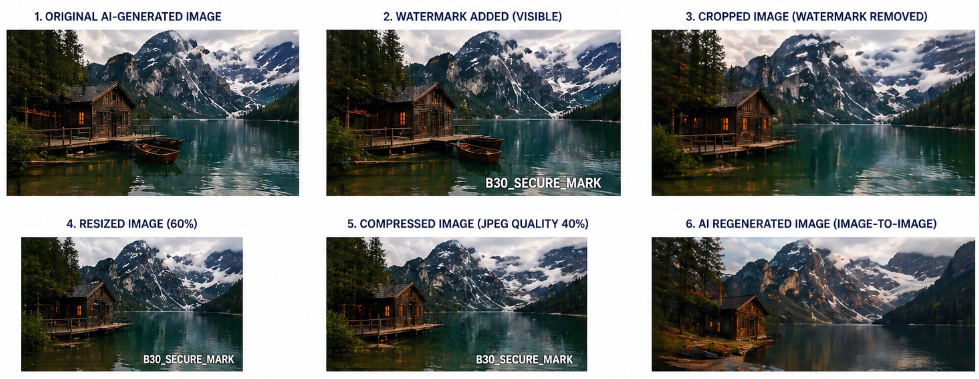 1. ORIGINAL AI-GENERATED IMAGE
2. WATERMARK ADDED (VISIBLE)
3. CROPPED IMAGE (WATERMARK REMOVED)
B30_SECURE_MARK
4. RESIZED IMAGE (60%)
5. COMPRESSED IMAGE (JPEG QUALITY 40%)
6. AI REGENERATED IMAGE (IMAGE-TO-IMAGE)
B30_SECURE_MARK
B30_SECURE_MARK